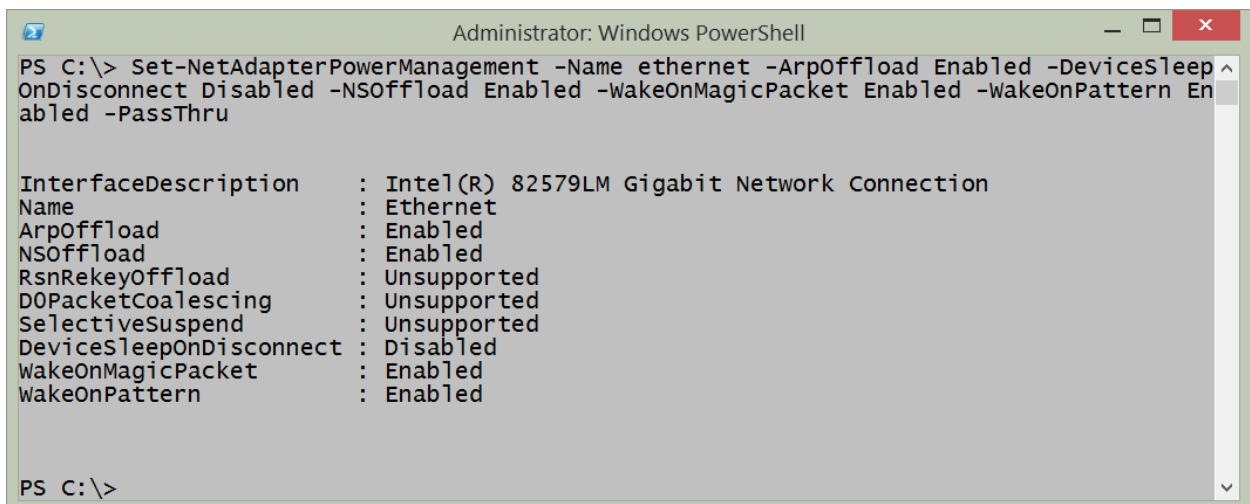 Administrator: Windows PowerShell
PS C:\> Set-NetAdapterPowerManagement -Name ethernet -ArpOffload Enabled -DeviceSleep
OnDisconnect Disabled -NSOffload Enabled -WakeOnMagicPacket Enabled -WakeOnPattern En
abled -PassThru
InterfaceDescription : Intel(R) 82579LM Gigabit Network Connection
Name : Ethernet
ArpOffload : Enabled
NSOffload : Enabled
RsnRekeyOffload : Unsupported
D0PacketCoalescing : Unsupported
SelectiveSuspend : Unsupported
DeviceSleepOnDisconnect : Disabled
WakeOnMagicPacket : Enabled
WakeOnPattern : Enabled
PS C:\>